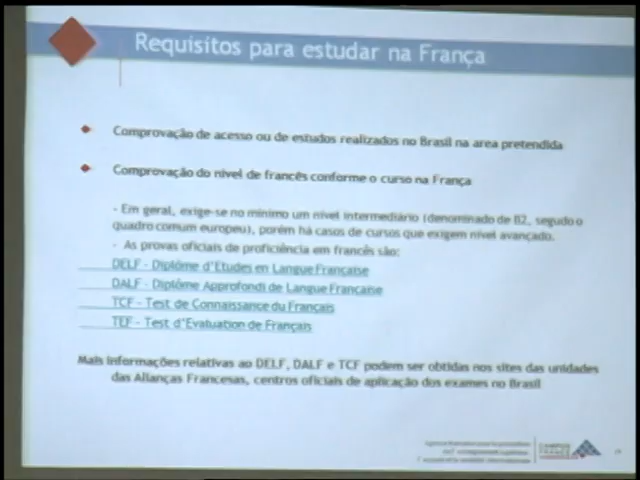 Requisitos para estudar na França
Comprovação de acesso ou de estudos realizados no Brasil na area pretendida
Comprovação do nível de francês conforme o curso na França
- Em geral, exige-se no mínimo um nível intermediário (denominado de B2, segudo o
quadro comum europeu), porém há casos de cursos que exigem nível avançado.
- As provas oficiais de proficiência em francês são:
DELF - Diplôme d'Etudes en Langue Française
DALF - Diplôme Approfondi de Langue Française
TCF - Test de Connaissance du Français
TEF - Test d'Evaluation de Français
Mais informações relativas ao DELF, DALF e TCF podem ser obtidas nos sites das unidades
das Alianças Francesas, centros oficiais de aplicação dos exames no Brasil